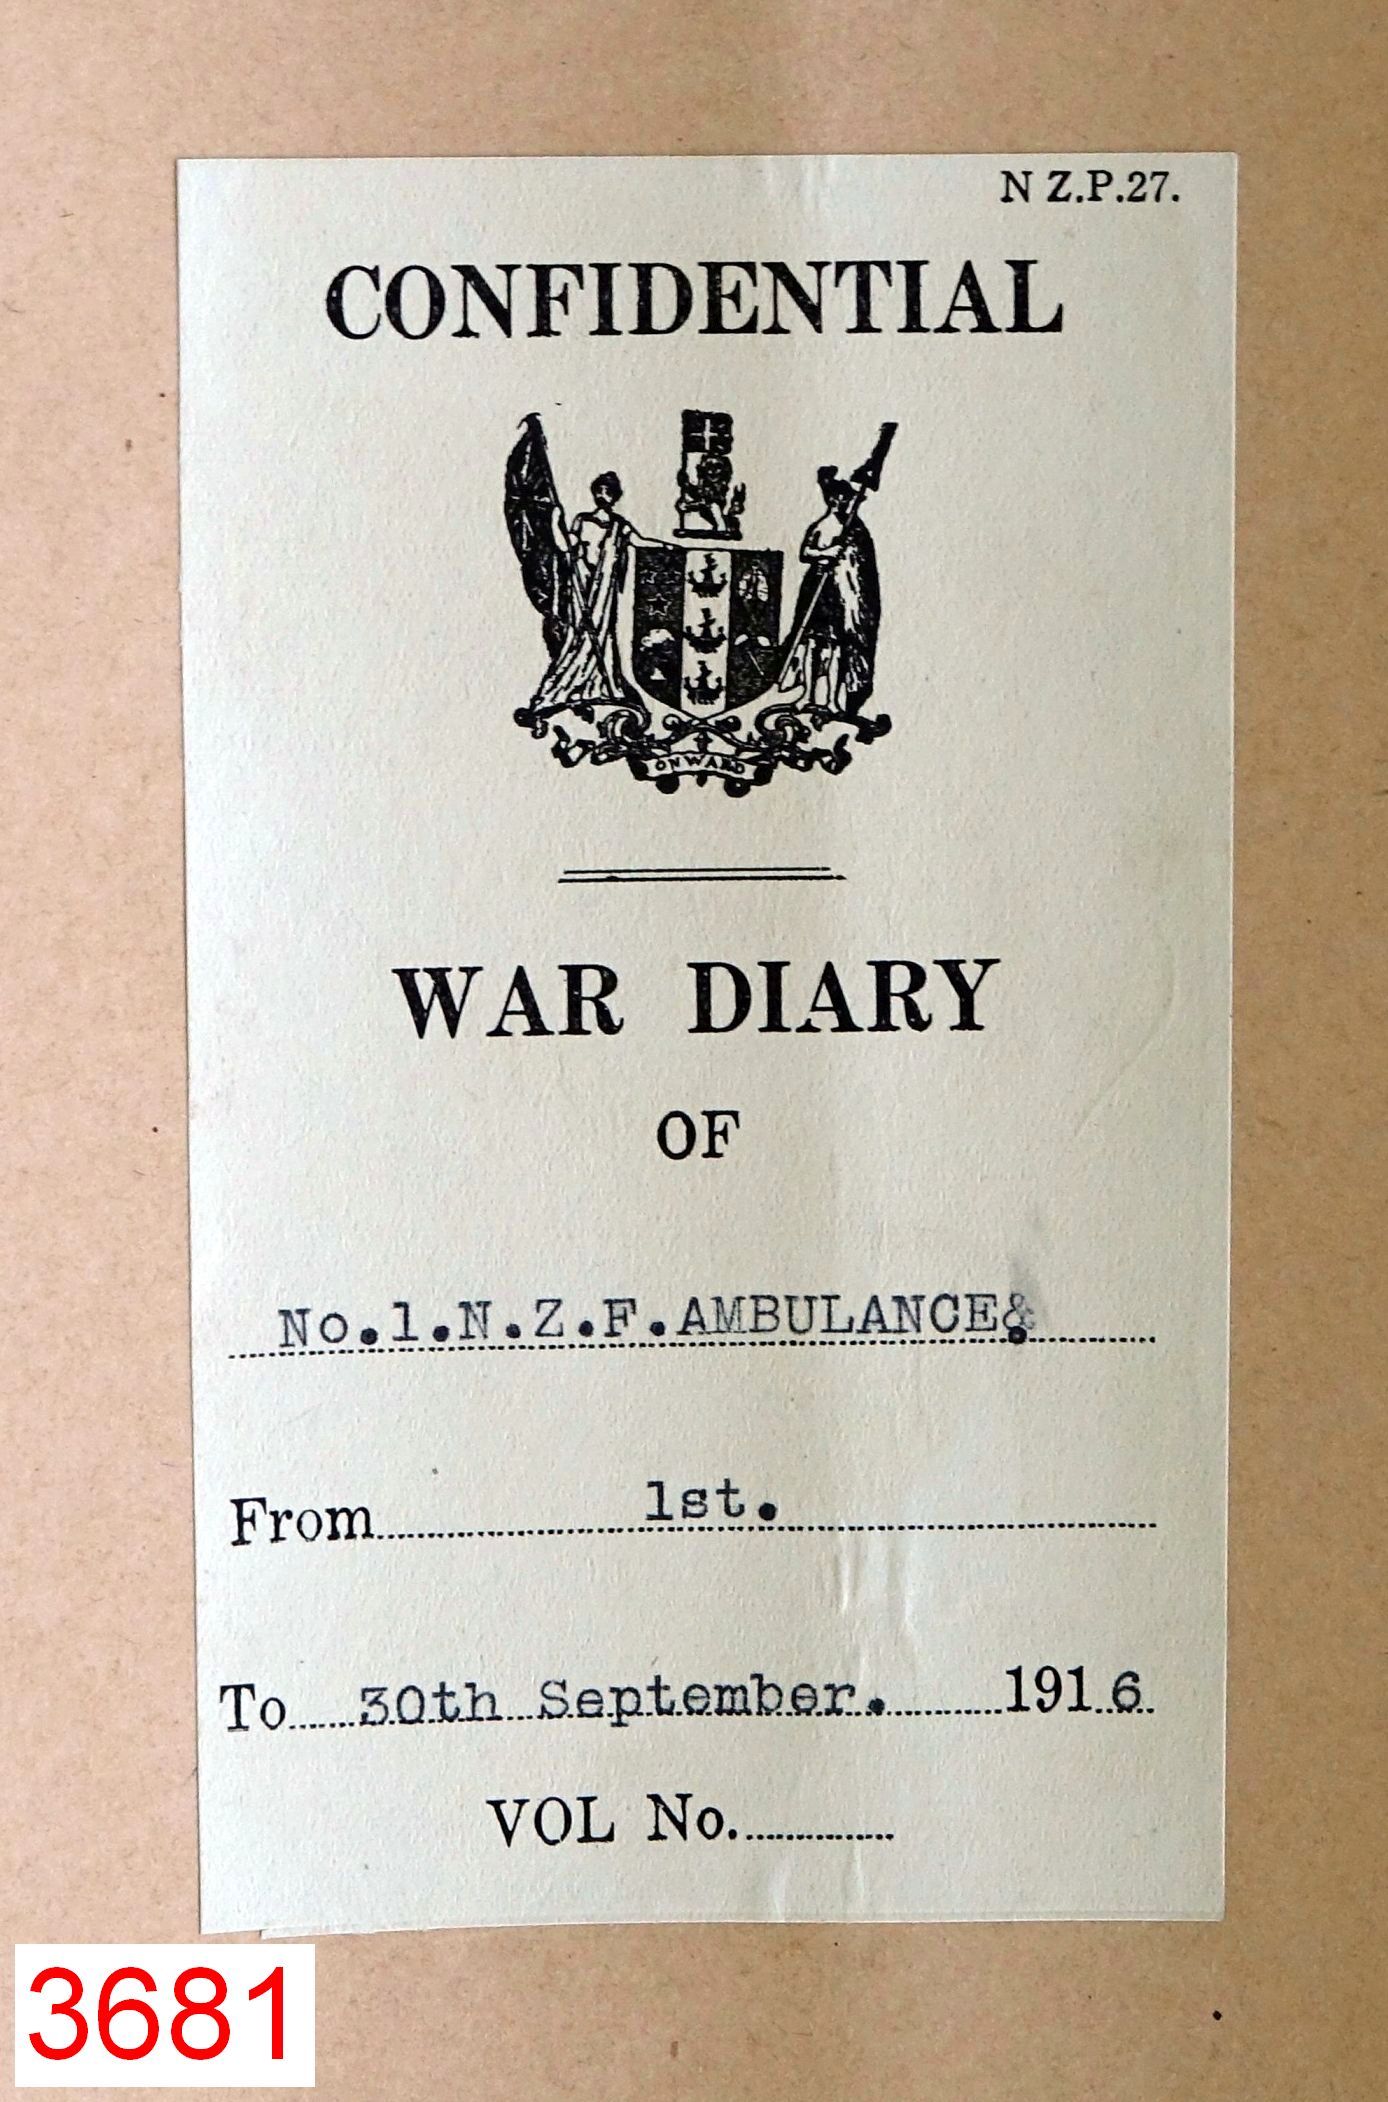 N Z.P.27.
CONFIDENTIAL
ONWARD
WAR DIARY
OF
No.1.N.Z.F.AMBULANCE&
From 1st.
To 30th September. 1916
VOL No.
3681